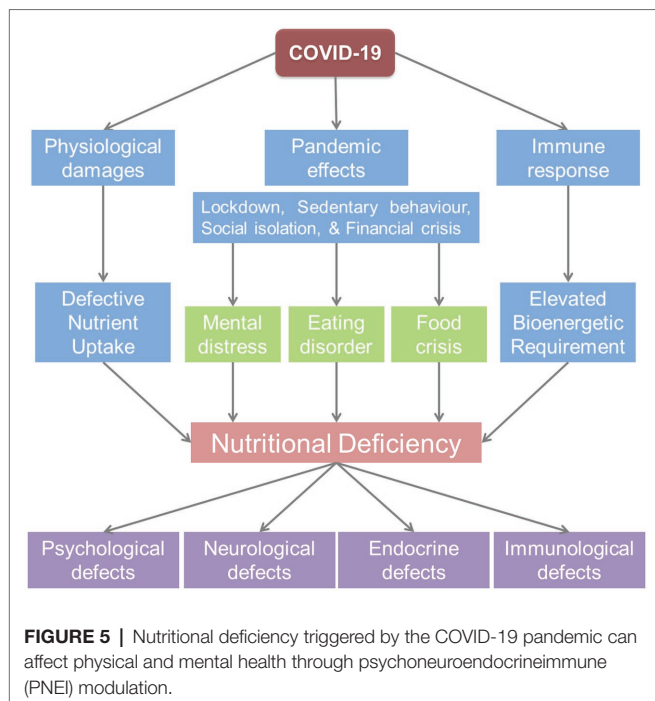 COVID-19
Physiological
damages
Pandemic
effects
Immune
response
Lockdown, Sedentary behaviour,
Social isolation, & Financial crisis
Defective
Nutrient
Uptake
Mental
distress
Eating
disorder
Food
crisis
Elevated
Bioenergetic
Requirement
Nutritional Deficiency
Psychological
defects
Neurological
defects
Endocrine
defects
Immunological
defects
FIGURE 5 | Nutritional deficiency triggered by the COVID-19 pandemic can
affect physical and mental health through psychoneuroendocrineimmune
(PNEI) modulation.